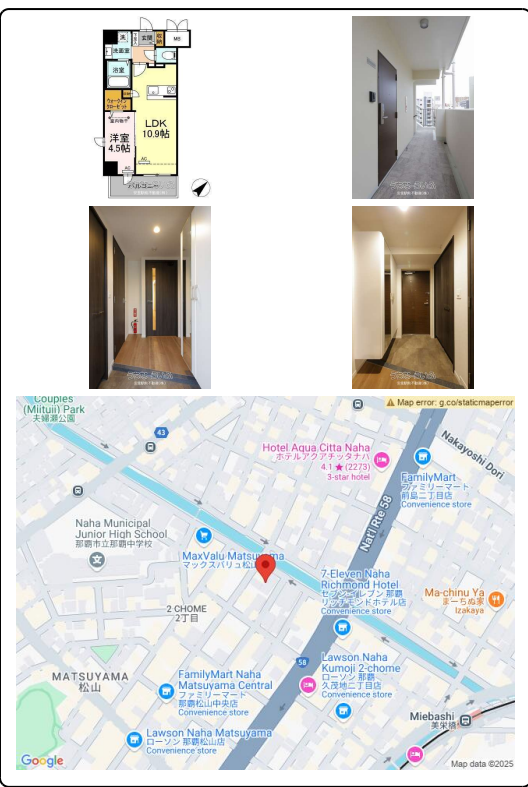 洗
玄関
収納
MB
洗面室
浴室
ウォークイン
クローゼット
室内物干
洋室
4.5帖
LDK
10.9帖
AC
AC
バルコニー
Couples
(Miituii) Park
夫婦瀬公園
Map error: g.co/staticmaperror
43
Hotel Aqua Citta Naha
ホテルアクアチッタナハ
4.1 ★ (2273)
3-star hotel
Nakayoshi Dori
FamilyMart
ファミリーマート
前島二丁目店
Convenience store
Nat'l Rte 58
Naha Municipal
Junior High School
那覇市立那覇中学校
MaxValu Matsuyama
マックスバリュ松山
7-Eleven Naha
Richmond Hotel
セブン-イレブン 那覇
リッチモンドホテル店
Convenience store
Ma-chinu Ya
まーちぬ家
Izakaya
2 CHOME
2丁目
58
MATSUYAMA
松山
FamilyMart Naha
Matsuyama Central
ファミリーマート
那覇松山中央店
Convenience store
Lawson Naha
Kumoji 2-chome
ローソン 那覇
久茂地二丁目店
Convenience store
Miebashi
美栄橋
Lawson Naha Matsuyama
ローソン 那覇松山店
Convenience store
Google
Map data ©2025